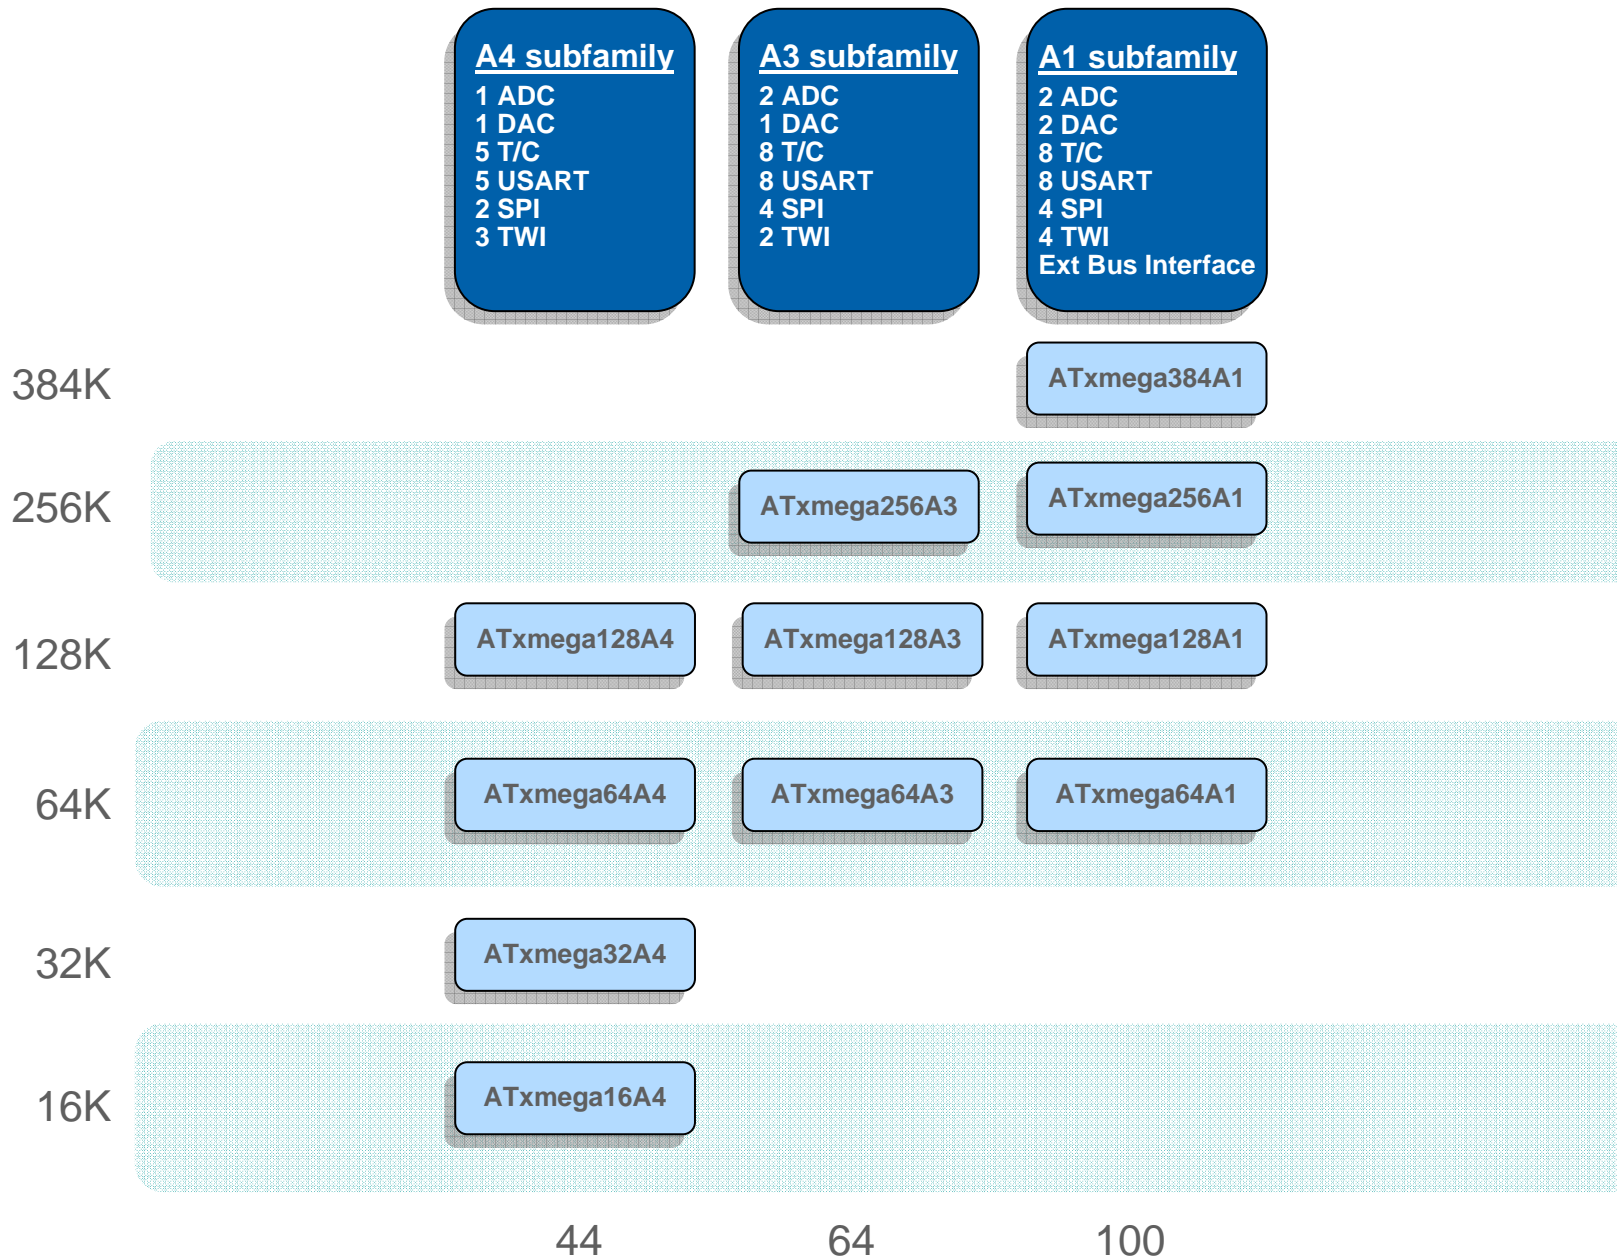 A4 subfamily
1 ADC
1 DAC
5 T/C
5 USART
2 SPI
3 TWI
A3 subfamily
2 ADC
1 DAC
8 T/C
8 USART
4 SPI
2 TWI
A1 subfamily
2 ADC
2 DAC
8 T/C
8 USART
4 SPI
4 TWI
Ext Bus Interface
384K
ATxmega384A1
256K
ATxmega256A3
ATxmega256A1
128K
ATxmega128A4
ATxmega128A3
ATxmega128A1
64K
ATxmega64A4
ATxmega64A3
ATxmega64A1
32K
ATxmega32A4
16K
ATxmega16A4
44
64
100